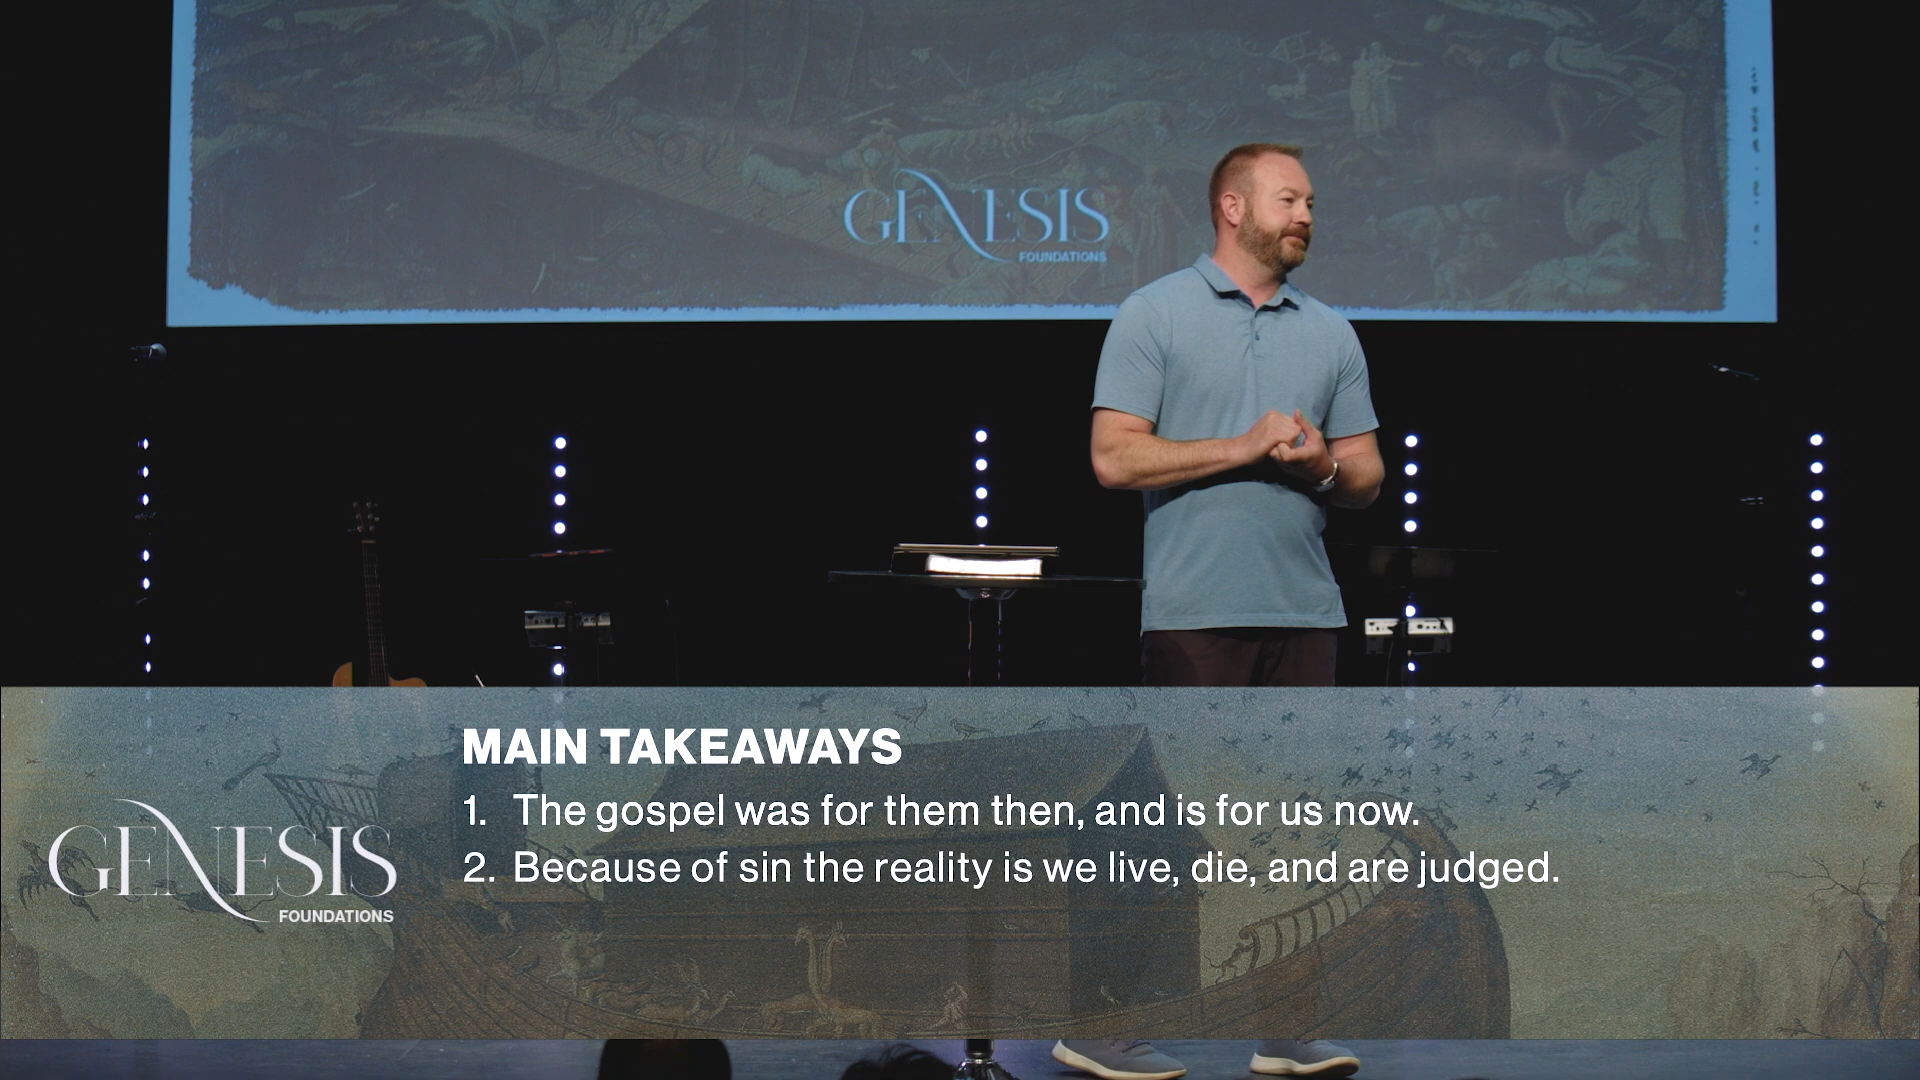 GENESIS
FOUNDATIONS
MAIN TAKEAWAYS
1. The gospel was for them then, and is for us now.
2. Because of sin the reality is we live, die, and are judged.
GENESIS
FOUNDATIONS